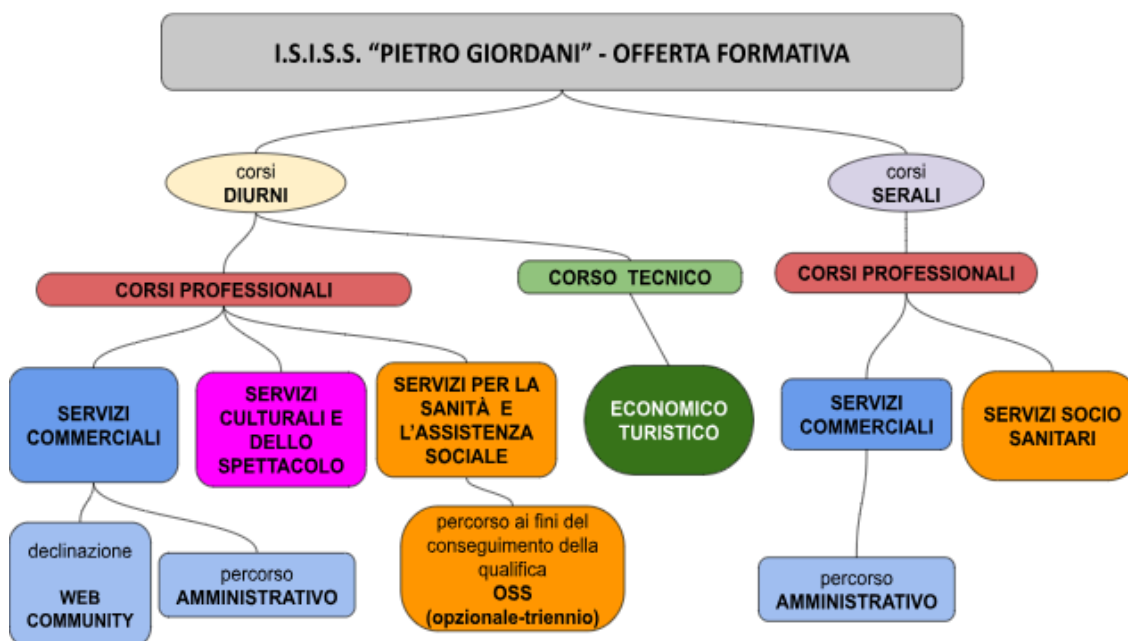 I.S.I.S.S. “PIETRO GIORDANI” - OFFERTA FORMATIVA
corsi
DIURNI
corsi
SERALI
CORSI PROFESSIONALI
CORSO TECNICO
CORSI PROFESSIONALI
SERVIZI
COMMERCIALI
SERVIZI
CULTURALI E
DELLO
SPETTACOLO
SERVIZI PER LA
SANITÀ E
L’ASSISTENZA
SOCIALE
ECONOMICO
TURISTICO
SERVIZI
COMMERCIALI
SERVIZI SOCIO
SANITARI
declinazione
WEB
COMMUNITY
percorso
AMMINISTRATIVO
percorso ai fini del
conseguimento della
qualifica
OSS
(opzionale-triennio)
percorso
AMMINISTRATIVO